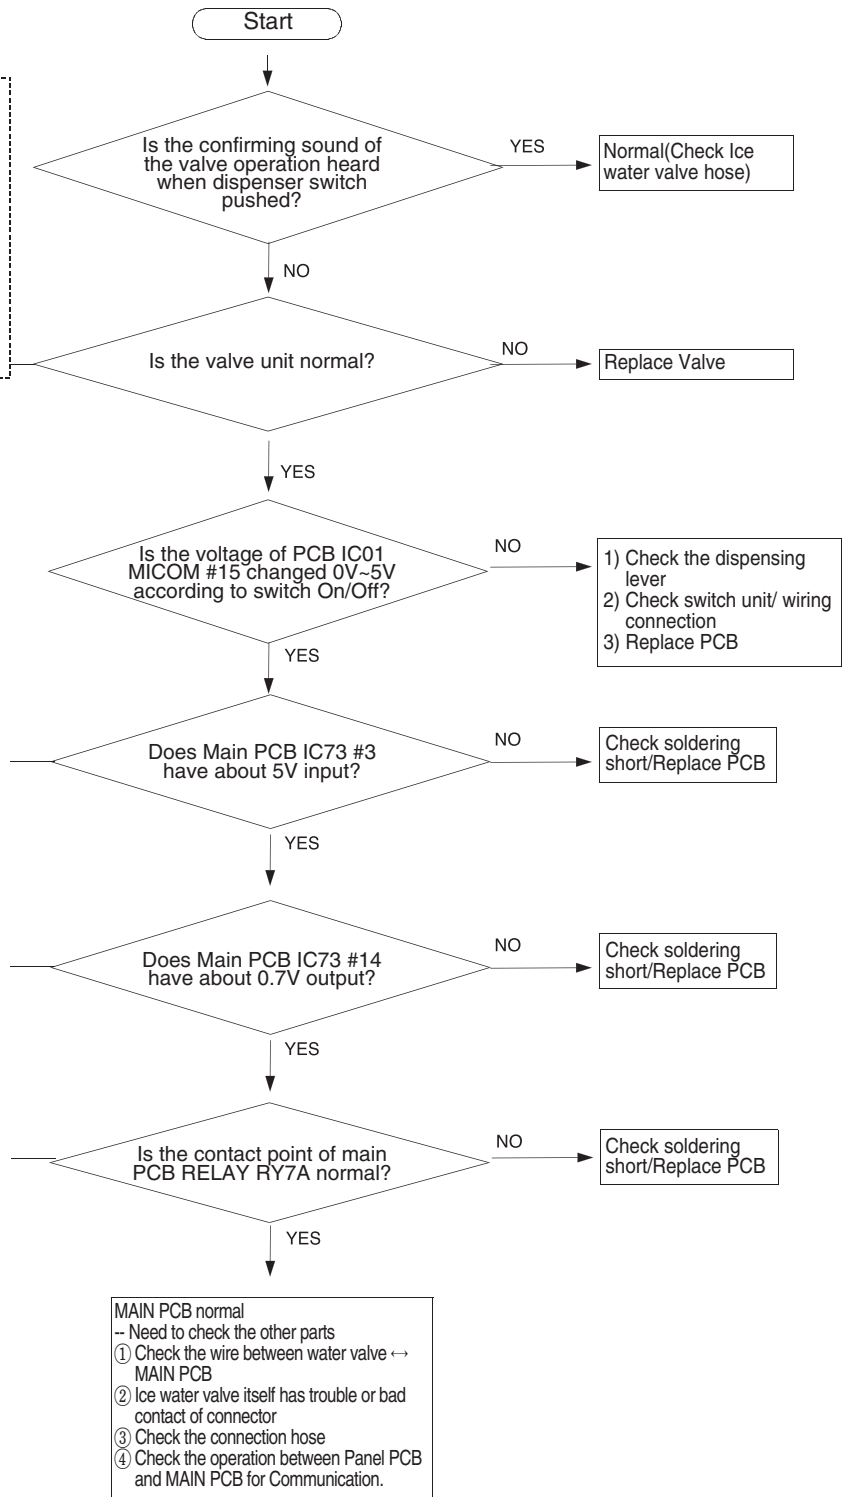 Start
Is the confirming sound of
the valve operation heard
when dispenser switch
pushed?
YES
Normal(Check Ice
water valve hose)
NO
Is the valve unit normal?
NO
Replace Valve
YES
Is the voltage of PCB IC01
MICOM #15 changed 0V~5V
according to switch On/Off?
NO
1) Check the dispensing
lever
2) Check switch unit/ wiring
connection
3) Replace PCB
YES
Does Main PCB IC73 #3
have about 5V input?
NO
Check soldering
short/Replace PCB
YES
Does Main PCB IC73 #14
have about 0.7V output?
NO
Check soldering
short/Replace PCB
YES
Is the contact point of main
PCB RELAY RY7A normal?
NO
Check soldering
short/Replace PCB
YES
MAIN PCB normal
-- Need to check the other parts
① Check the wire between water valve ↔
MAIN PCB
② Ice water valve itself has trouble or bad
contact of connector
③ Check the connection hose
④ Check the operation between Panel PCB
and MAIN PCB for Communication.